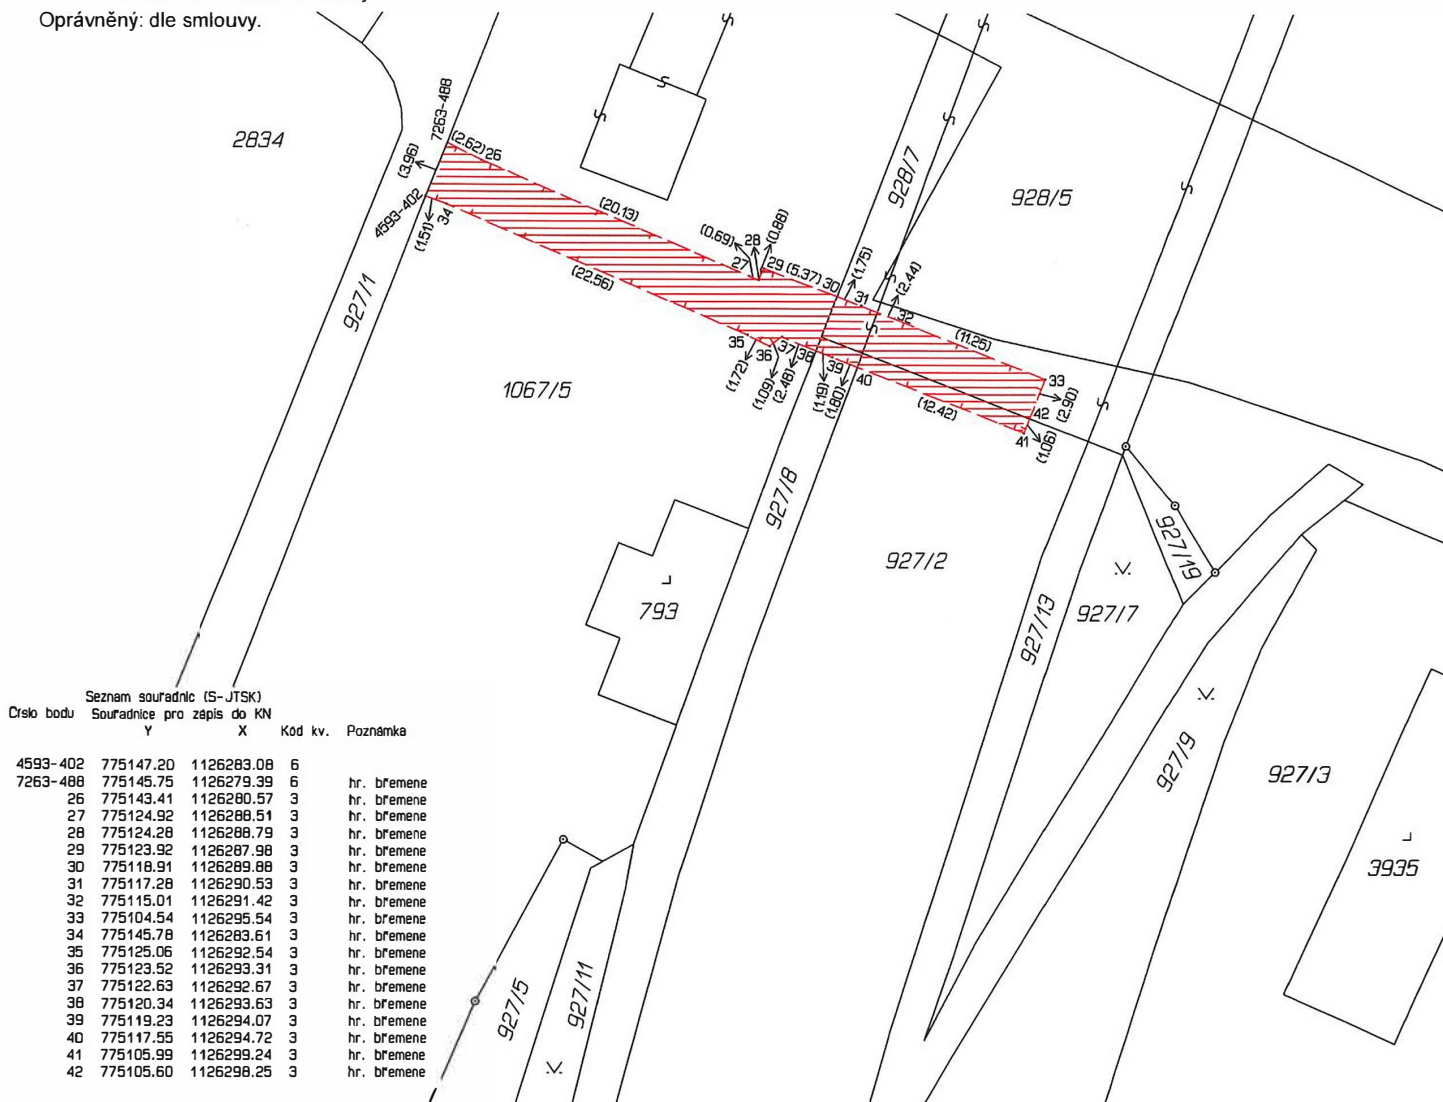 Oprávněný: dle smlouvy.
2834
7263-488
(2.62)
26
(3.96)
4593-402
(1.51)
34
(20.13)
(22.56)
(0.69)
28
(0.88)
27
29
(5.37)
30
(1.75)
31
(2.44)
32
928/7
928/5
(11.25)
33
(2.90)
42
41
(1.06)
927/1
35
36
37
38
39
40
(1.72)
(1.09)
(2.48)
(1.19)
(1.80)
(12.42)
1067/5
927/8
927/2
927/19
927/13
927/7
793
927/9
927/3
3935
927/5
927/11
Seznam souřadnic (S-JTSK)
Číslo bodu Souřadnice pro zápis do KN
Y X Kód kv. Poznámka
4593-402 775147.20 1126283.08 6
7263-488 775145.75 1126279.39 6 hr. břemene
26 775143.41 1126280.57 3 hr. břemene
27 775124.92 1126288.51 3 hr. břemene
28 775124.28 1126288.79 3 hr. břemene
29 775123.92 1126287.98 3 hr. břemene
30 775118.91 1126289.88 3 hr. břemene
31 775117.28 1126290.53 3 hr. břemene
32 775115.01 1126291.42 3 hr. břemene
33 775104.54 1126295.54 3 hr. břemene
34 775145.78 1126283.61 3 hr. břemene
35 775125.06 1126292.54 3 hr. břemene
36 775123.52 1126293.31 3 hr. břemene
37 775122.63 1126292.67 3 hr. břemene
38 775120.34 1126293.63 3 hr. břemene
39 775119.23 1126294.07 3 hr. břemene
40 775117.55 1126294.72 3 hr. břemene
41 775105.99 1126299.24 3 hr. břemene
42 775105.60 1126298.25 3 hr. břemene